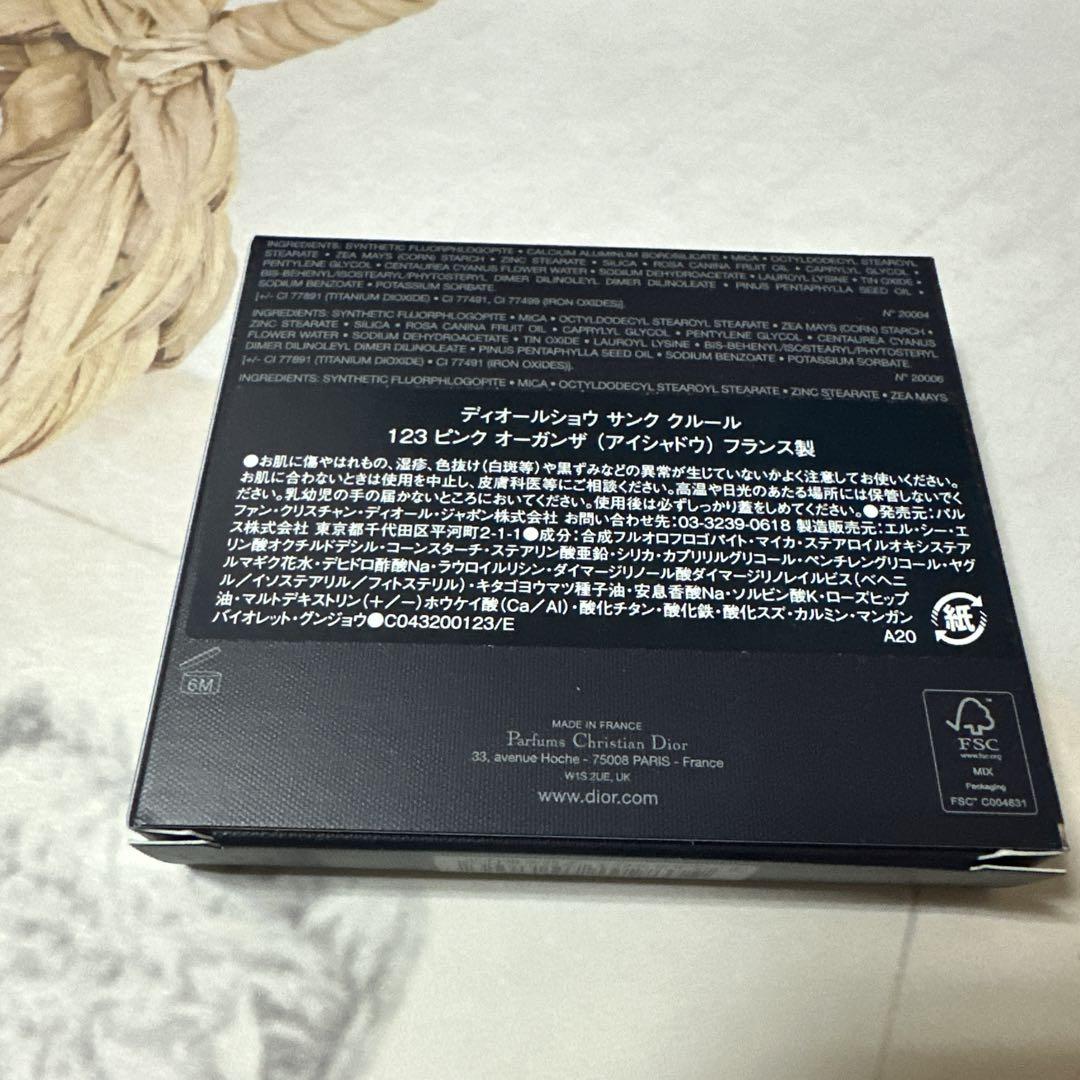 INGREDIENTS: SYNTHETIC FLUORPHLOGOPITE • CALCIUM ALUMINUM BOROSILICATE • MICA • OCTYLDODECYL STEAROYL
STEARATE • ZEA MAYS (CORN) STARCH • ZINC STEARATE • SILICA • ROSA CANINA FRUIT OIL • CAPRYLYL GLYCOL •
PENTYLENE GLYCOL • CENTAUREA CYANUS FLOWER WATER • SODIUM DEHYDROACETATE • LAUROYL LYSINE • TIN OXIDE •
BIS-BEHENYL/ISOSTEARYL/PHYTOSTERYL DIMER DILINOLEYL DIMER DILINOLEATE • PINUS PENTAPHYLLA SEED OIL •
SODIUM BENZOATE • POTASSIUM SORBATE
[+/- CI 77891 (TITANIUM DIOXIDE) • CI 77491, CI 77499 (IRON OXIDES)]. N° 20004
INGREDIENTS: SYNTHETIC FLUORPHLOGOPITE • MICA • OCTYLDODECYL STEAROYL STEARATE • ZEA MAYS (CORN) STARCH •
ZINC STEARATE • SILICA • ROSA CANINA FRUIT OIL • CAPRYLYL GLYCOL • PENTYLENE GLYCOL • CENTAUREA CYANUS
FLOWER WATER • SODIUM DEHYDROACETATE • TIN OXIDE • LAUROYL LYSINE • BIS-BEHENYL/ISOSTEARYL/PHYTOSTERYL
DIMER DILINOLEYL DIMER DILINOLEATE • PINUS PENTAPHYLLA SEED OIL • SODIUM BENZOATE • POTASSIUM SORBATE
[+/- CI 77891 (TITANIUM DIOXIDE) • CI 77491 (IRON OXIDES)]. N° 20006
INGREDIENTS: SYNTHETIC FLUORPHLOGOPITE • MICA • OCTYLDODECYL STEAROYL STEARATE • ZINC STEARATE • ZEA MAYS
ディオールショウ サンク クルール
123 ピンク オーガンザ (アイシャドウ) フランス製
●お肌に傷やはれもの、湿疹、色抜け(白斑等)や黒ずみなどの異常が生じていないかよく注意してお使いください。
お肌に合わないときは使用を中止し、皮膚科医等にご相談ください。高温や日光のあたる場所には保管しないでく
ださい。乳幼児の手の届かないところにおいてください。使用後は必ずしっかり蓋をしめてください。●発売元:パル
ファン・クリスチャン・ディオール・ジャポン株式会社 お問い合わせ先:03-3239-0618 製造販売元:エル・シー・エ
ス株式会社 東京都千代田区平河町2-1-1●成分:合成フルオロフロゴパイト・マイカ・ステアロイルオキシステア
リン酸オクチルドデシル・コーンスターチ・ステアリン酸亜鉛・シリカ・カプリリルグリコール・ペンチレングリコール・ヤグ
ルマギク花水・デヒドロ酢酸Na・ラウロイルリシン・ダイマージリノール酸ダイマージリノレイルビス(ベヘニ
ル/イソステアリル/フィトステリル)・キタゴヨウマツ種子油・安息香酸Na・ソルビン酸K・ローズヒップ
油・マルトデキストリン(+/−)ホウケイ酸(Ca/Al)・酸化チタン・酸化鉄・酸化スズ・カルミン・マンガン
バイオレット・グンジョウ●C043200123/E A20
紙
6M
MADE IN FRANCE
Parfums Christian Dior
33, avenue Hoche - 75008 PARIS - France
W1S 2UE, UK
www.dior.com
FSC
www.fsc.org
MIX
Packaging
FSC™ C004631